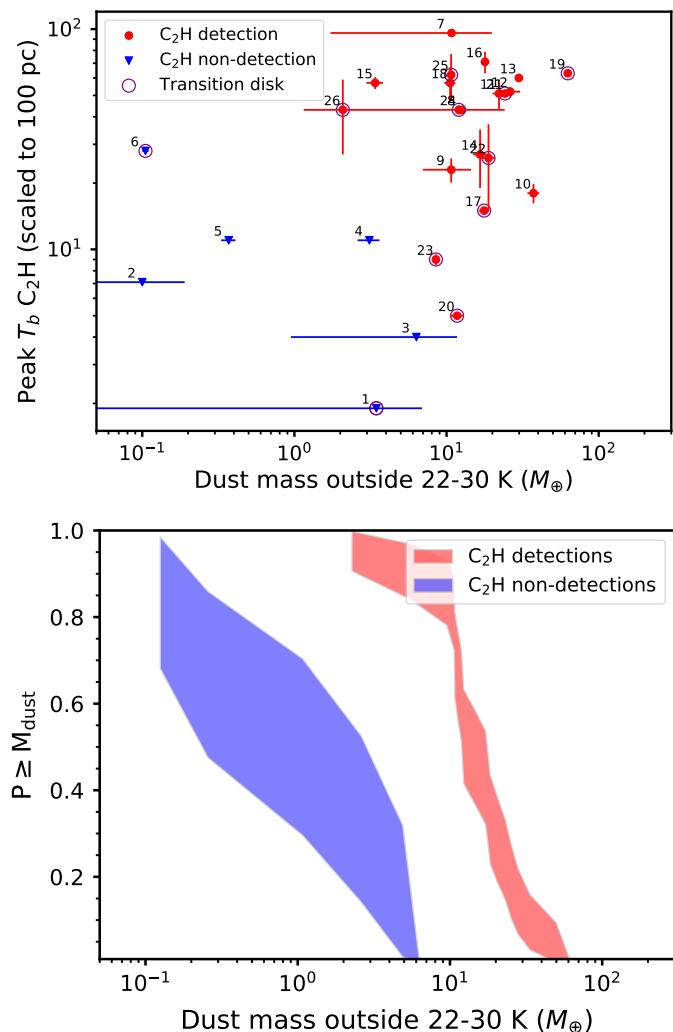 10²
10¹
Peak T_b C₂H (scaled to 100 pc)
C₂H detection
C₂H non-detection
Transition disk
7
16
13
19
15
25
18
12
26
14
22
9
10
17
6
5
4
23
2
20
3
1
10⁻¹ 10⁰ 10¹ 10²
Dust mass outside 22-30 K (M⊕)
1.0
0.8
0.6
0.4
0.2
P ≥ M_dust
C₂H detections
C₂H non-detections
10⁻¹ 10⁰ 10¹ 10²
Dust mass outside 22-30 K (M⊕)